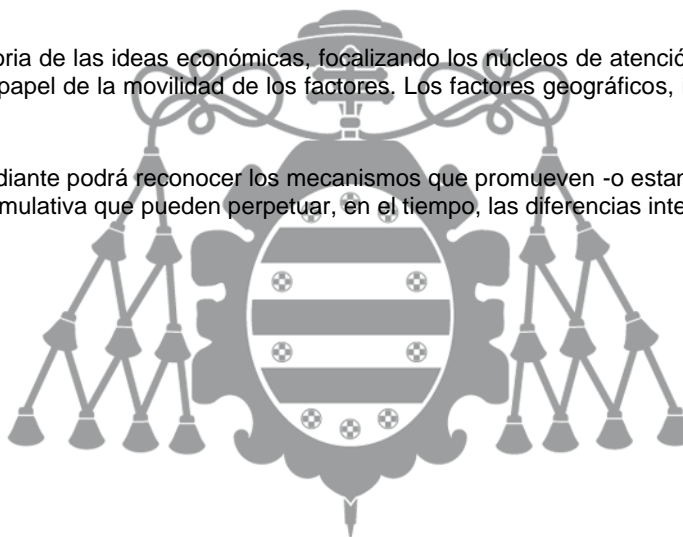 oria de las ideas económicas, focalizando los núcleos de atenció
papel de la movilidad de los factores. Los factores geográficos,
diante podrá reconocer los mecanismos que promueven -o estan
mulativa que pueden perpetuar, en el tiempo, las diferencias inte